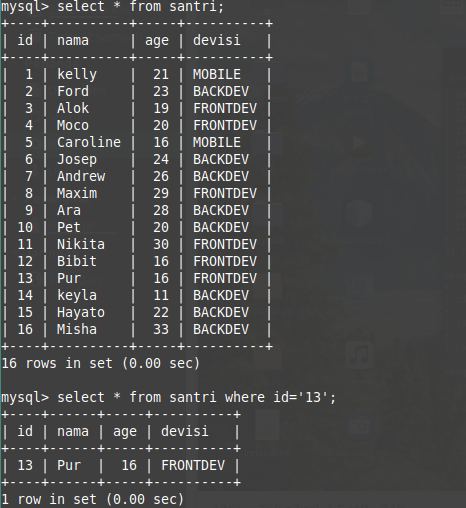 mysql> select * from santri;
+----+----------+-----+----------+
| id | nama     | age | devisi   |
+----+----------+-----+----------+
|  1 | kelly    |  21 | MOBILE   |
|  2 | Ford     |  23 | BACKDEV  |
|  3 | Alok     |  19 | FRONTDEV |
|  4 | Moco     |  20 | FRONTDEV |
|  5 | Caroline |  16 | MOBILE   |
|  6 | Josep    |  24 | BACKDEV  |
|  7 | Andrew   |  26 | BACKDEV  |
|  8 | Maxim    |  29 | FRONTDEV |
|  9 | Ara      |  28 | BACKDEV  |
| 10 | Pet      |  20 | BACKDEV  |
| 11 | Nikita   |  30 | FRONTDEV |
| 12 | Bibit    |  16 | FRONTDEV |
| 13 | Pur      |  16 | FRONTDEV |
| 14 | keyla    |  11 | BACKDEV  |
| 15 | Hayato   |  22 | BACKDEV  |
| 16 | Misha    |  33 | BACKDEV  |
+----+----------+-----+----------+
16 rows in set (0.00 sec)

mysql> select * from santri where id='13';
+----+------+-----+----------+
| id | nama | age | devisi   |
+----+------+-----+----------+
| 13 | Pur  |  16 | FRONTDEV |
+----+------+-----+----------+
1 row in set (0.00 sec)